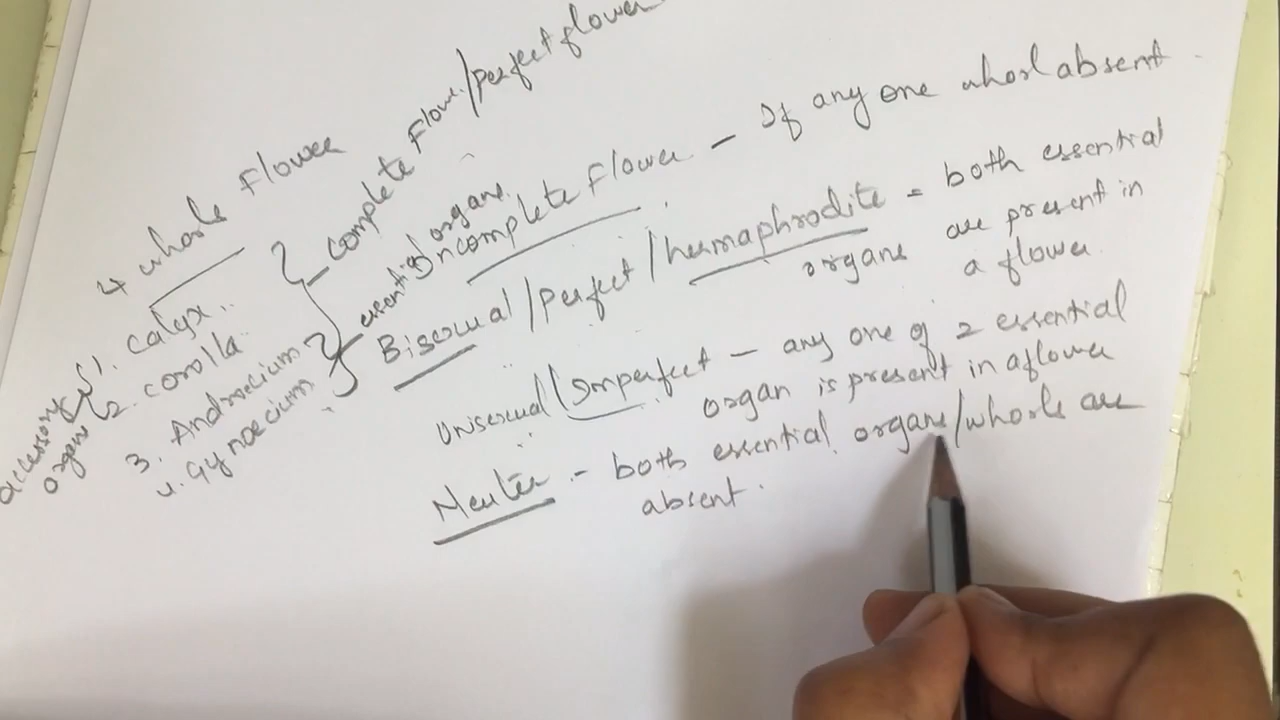 4 whorls Flower
accessory organs
1. Calyx..
2. corolla..
3. Androecium
4. Gynoecium
essential organs
complete Flower/perfect flower
Incomplete Flower - If any one whorl absent
Bisexual/perfect/hermaphrodite = both essential
organs are present in
a flower
Unisexual/Imperfect - any one of 2 essential
organ is present in a flower
Neuter - both essential organs/whorls are
absent.